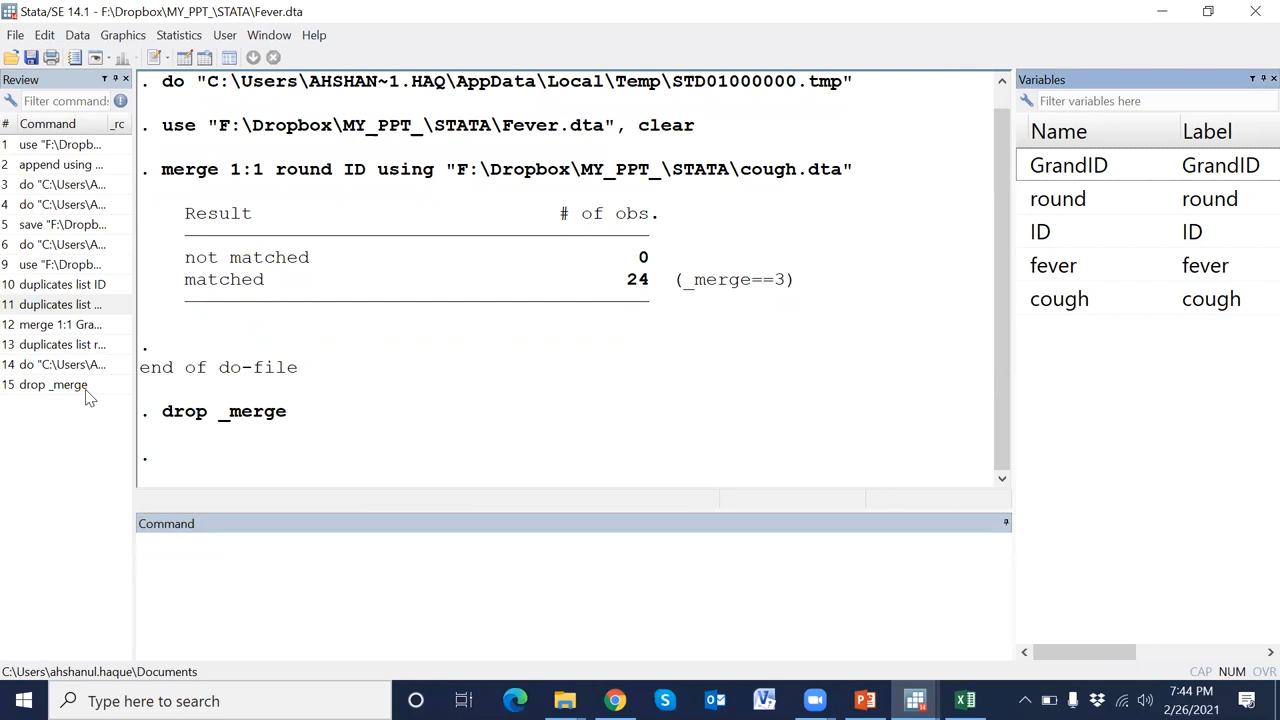 Stata/SE 14.1 - F:\Dropbox\MY_PPT_\STATA\Fever.dta
File Edit Data Graphics Statistics User Window Help
Review
Filter commands
# Command _rc
1 use "F:\Dropb...
2 append using ...
3 do "C:\Users\A...
4 do "C:\Users\A...
5 save "F:\Dropb...
6 do "C:\Users\A...
9 use "F:\Dropb...
10 duplicates list ID
11 duplicates list ...
12 merge 1:1 Gra...
13 duplicates list r...
14 do "C:\Users\A...
15 drop _merge
. do "C:\Users\AHSHAN~1.HAQ\AppData\Local\Temp\STD01000000.tmp"
. use "F:\Dropbox\MY_PPT_\STATA\Fever.dta", clear
. merge 1:1 round ID using "F:\Dropbox\MY_PPT_\STATA\cough.dta"
Result # of obs.
not matched 0
matched 24 (_merge==3)
.
end of do-file
. drop _merge
.
Command
Variables
Filter variables here
Name Label
GrandID GrandID
round round
ID ID
fever fever
cough cough
C:\Users\ahshanul.haque\Documents
CAP NUM OVR
Type here to search
7:44 PM
2/26/2021